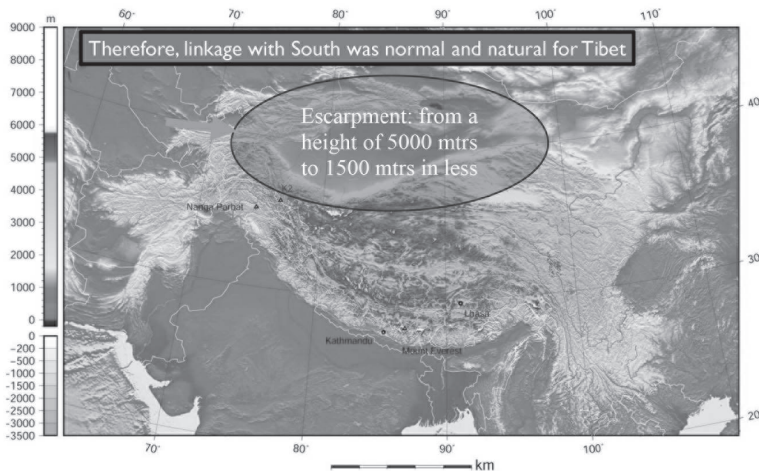 60° 70° 80° 90° 100° 110°
m
9000
8000
7000
6000
5000
4000
3000
2000
1000
0
0
−200
−500
−1000
−1500
−2000
−2500
−3000
−3500
Therefore, linkage with South was normal and natural for Tibet
Escarpment: from a
height of 5000 mtrs
to 1500 mtrs in less
40
30
20
K2
Nanga Parbat
Lhasa
Kathmandu
Mount Everest
70° 80° 90° 100°
km